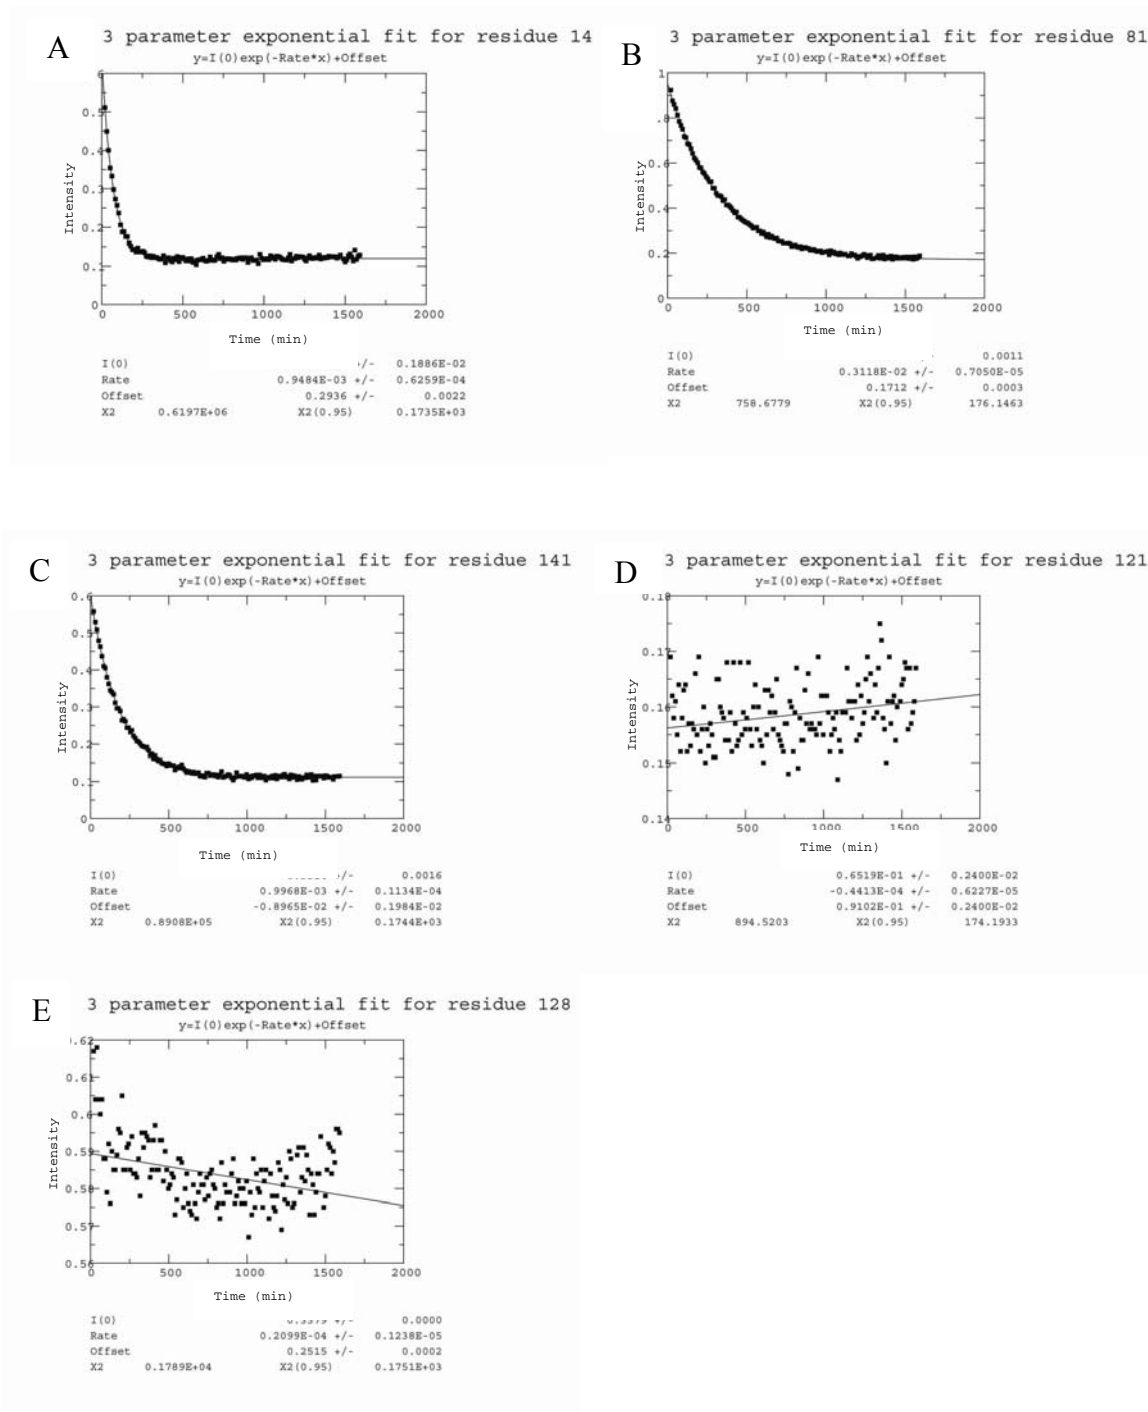 A
3 parameter exponential fit for residue 14
y=I(0)exp(-Rate*x)+Offset
0.4
0.2
0
0 500 1000 1500 2000
Intensity
Time (min)
I(0) +/- 0.1886E-02
Rate 0.9484E-03 +/- 0.6259E-04
Offset 0.2936 +/- 0.0022
X2 0.6197E+06 X2(0.95) 0.1735E+03
B
3 parameter exponential fit for residue 81
y=I(0)exp(-Rate*x)+Offset
1
.8
0.6
0.4
0.2
0
0 500 1000 1500 2000
Intensity
Time (min)
I(0) 0.0011
Rate 0.3118E-02 +/- 0.7050E-05
Offset 0.1712 +/- 0.0003
X2 758.6779 X2(0.95) 176.1463
C
3 parameter exponential fit for residue 141
y=I(0)exp(-Rate*x)+Offset
0.6
0.5
0.4
0.3
0.2
0.1
0
0 500 1000 1500 2000
Intensity
Time (min)
I(0) +/- 0.0016
Rate 0.9968E-03 +/- 0.1134E-04
Offset -0.8965E-02 +/- 0.1984E-02
X2 0.8908E+05 X2(0.95) 0.1744E+03
D
3 parameter exponential fit for residue 121
y=I(0)exp(-Rate*x)+Offset
0.18
0.17
0.16
0.15
0.14
0 500 1000 1500 2000
Intensity
Time (min)
I(0) 0.6519E-01 +/- 0.2400E-02
Rate -0.4413E-04 +/- 0.6227E-05
Offset 0.9102E-01 +/- 0.2400E-02
X2 894.5203 X2(0.95) 174.1933
E
3 parameter exponential fit for residue 128
y=I(0)exp(-Rate*x)+Offset
.62
0.61
0.6
0.59
0.58
0.57
0.56
0 500 1000 1500 2000
Intensity
Time (min)
I(0) +/- 0.0000
Rate 0.2099E-04 +/- 0.1238E-05
Offset 0.2515 +/- 0.0002
X2 0.1789E+04 X2(0.95) 0.1751E+03